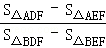 S△ADF − S△AEF
S△BDF − S△BEF